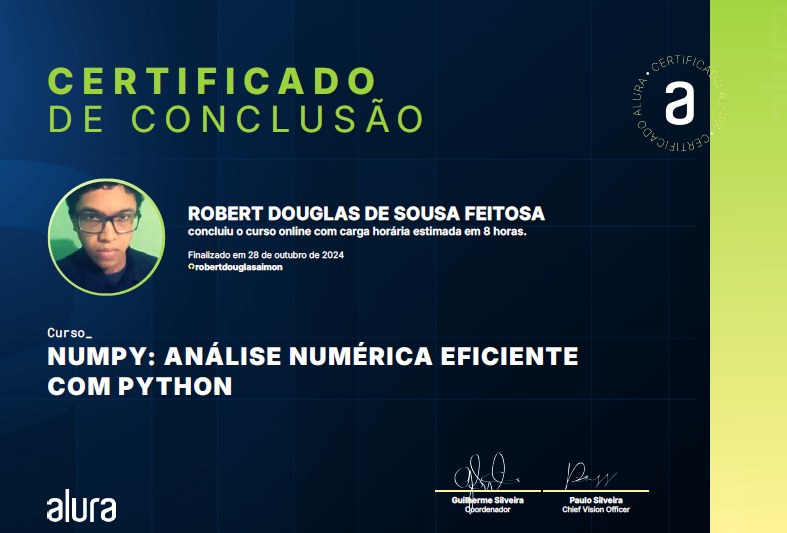 CERTIFICADO
DE CONCLUSÃO
CERTIFICADO ALURA • CERTIFICADO ALURA •
a
ROBERT DOUGLAS DE SOUSA FEITOSA
concluiu o curso online com carga horária estimada em 8 horas.
Finalizado em 28 de outubro de 2024
robertdouglasaimon
Curso_
NUMPY: ANÁLISE NUMÉRICA EFICIENTE
COM PYTHON
alura
Guilherme Silveira
Coordenador
Paulo Silveira
Chief Vision Officer